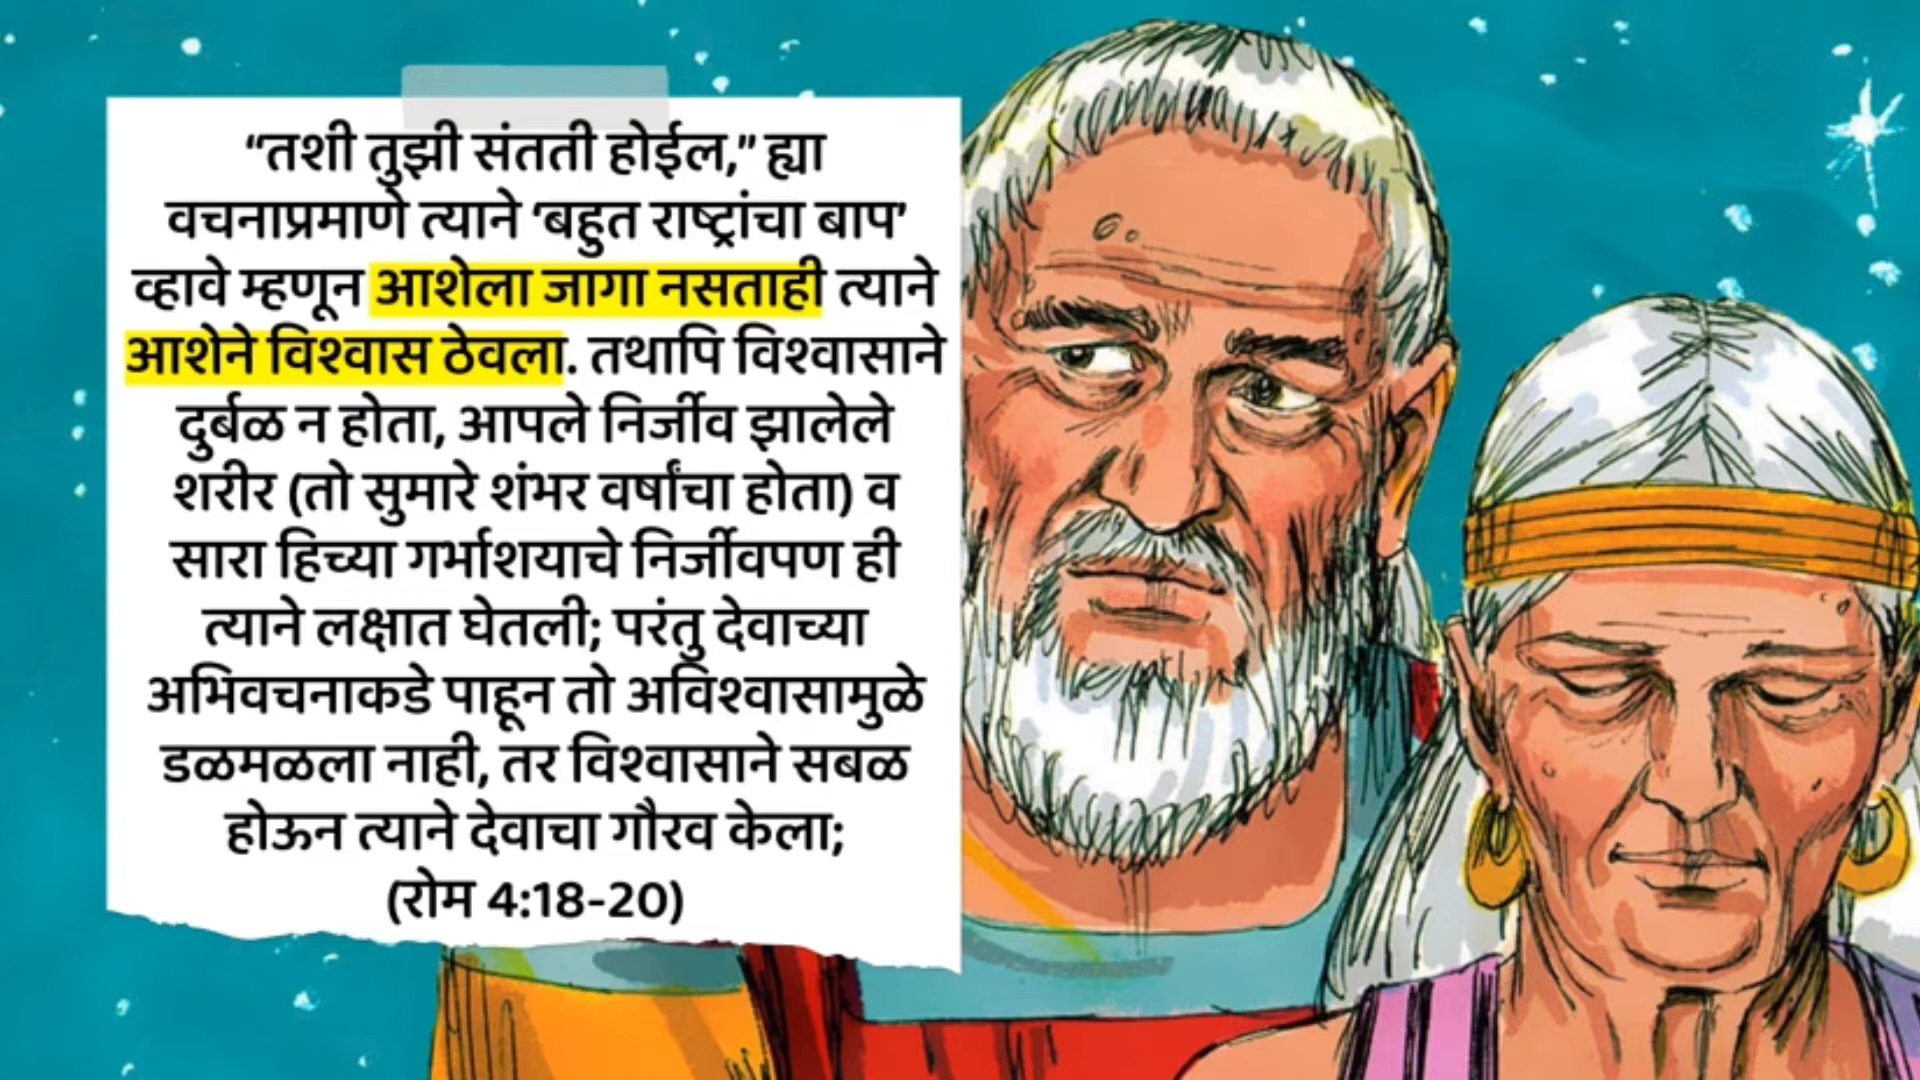 “तशी तुझी संतती होईल,” ह्या
वचनाप्रमाणे त्याने ‘बहुत राष्ट्रांचा बाप’
व्हावे म्हणून आशेला जागा नसताही त्याने
आशेने विश्वास ठेवला. तथापि विश्वासाने
दुर्बळ न होता, आपले निर्जीव झालेले
शरीर (तो सुमारे शंभर वर्षांचा होता) व
सारा हिच्या गर्भाशयाचे निर्जीवपण ही
त्याने लक्षात घेतली; परंतु देवाच्या
अभिवचनाकडे पाहून तो अविश्वासामुळे
डळमळला नाही, तर विश्वासाने सबळ
होऊन त्याने देवाचा गौरव केला;
(रोम 4:18-20)